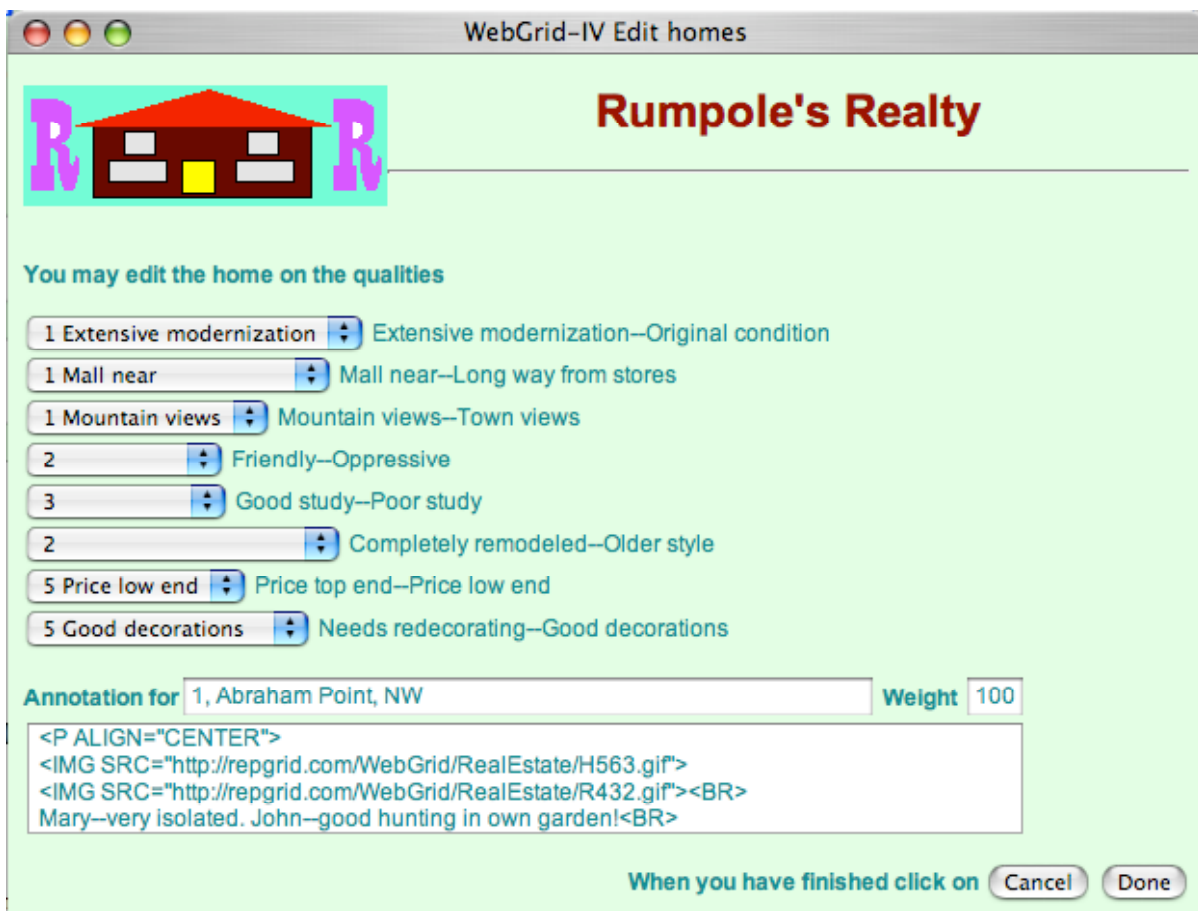 WebGrid-IV Edit homes
R R
Rumpole's Realty
You may edit the home on the qualities
1 Extensive modernization Extensive modernization--Original condition
1 Mall near Mall near--Long way from stores
1 Mountain views Mountain views--Town views
2 Friendly--Oppressive
3 Good study--Poor study
2 Completely remodeled--Older style
5 Price low end Price top end--Price low end
5 Good decorations Needs redecorating--Good decorations
Annotation for 1, Abraham Point, NW Weight 100
<P ALIGN="CENTER">
<IMG SRC="http://repgrid.com/WebGrid/RealEstate/H563.gif">
<IMG SRC="http://repgrid.com/WebGrid/RealEstate/R432.gif"><BR>
Mary--very isolated. John--good hunting in own garden!<BR>
When you have finished click on Cancel Done